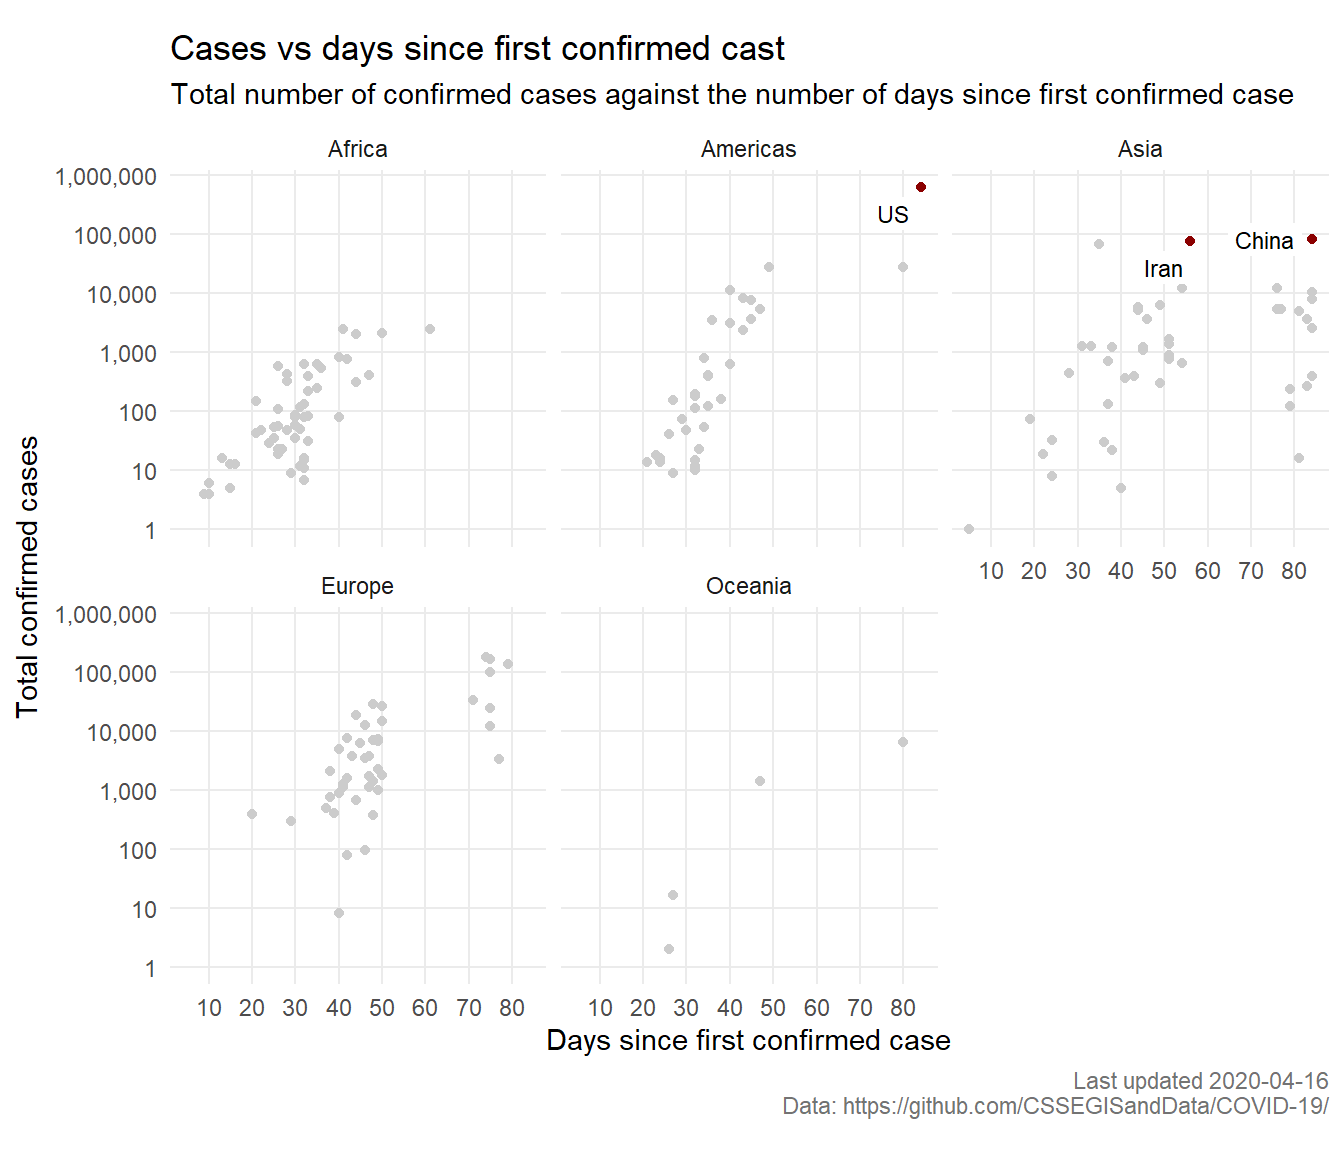 Cases vs days since first confirmed cast
Total number of confirmed cases against the number of days since first confirmed case
Africa
Americas
Asia
1,000,000
100,000
10,000
1,000
100
10
1
US
Iran
China
10 20 30 40 50 60 70 80
Europe
Oceania
1,000,000
100,000
10,000
1,000
100
10
1
10 20 30 40 50 60 70 80
10 20 30 40 50 60 70 80
Total confirmed cases
Days since first confirmed case
Last updated 2020-04-16
Data: https://github.com/CSSEGISandData/COVID-19/